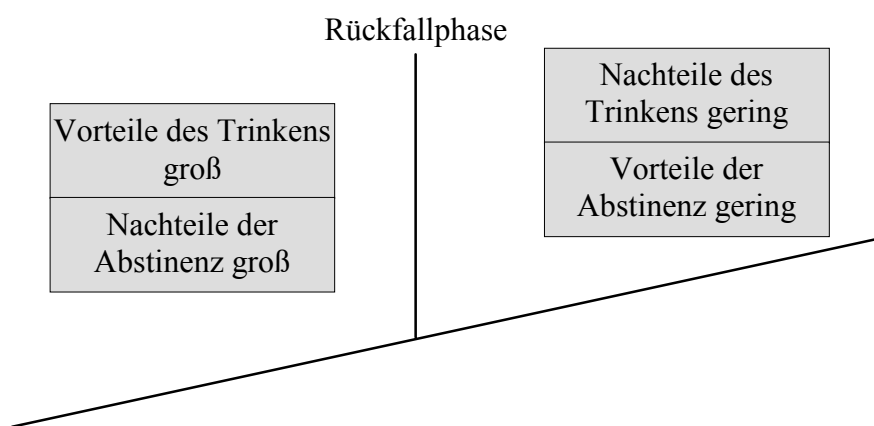 Rückfallphase
Vorteile des Trinkens
groß
Nachteile der
Abstinenz groß
Nachteile des
Trinkens gering
Vorteile der
Abstinenz gering